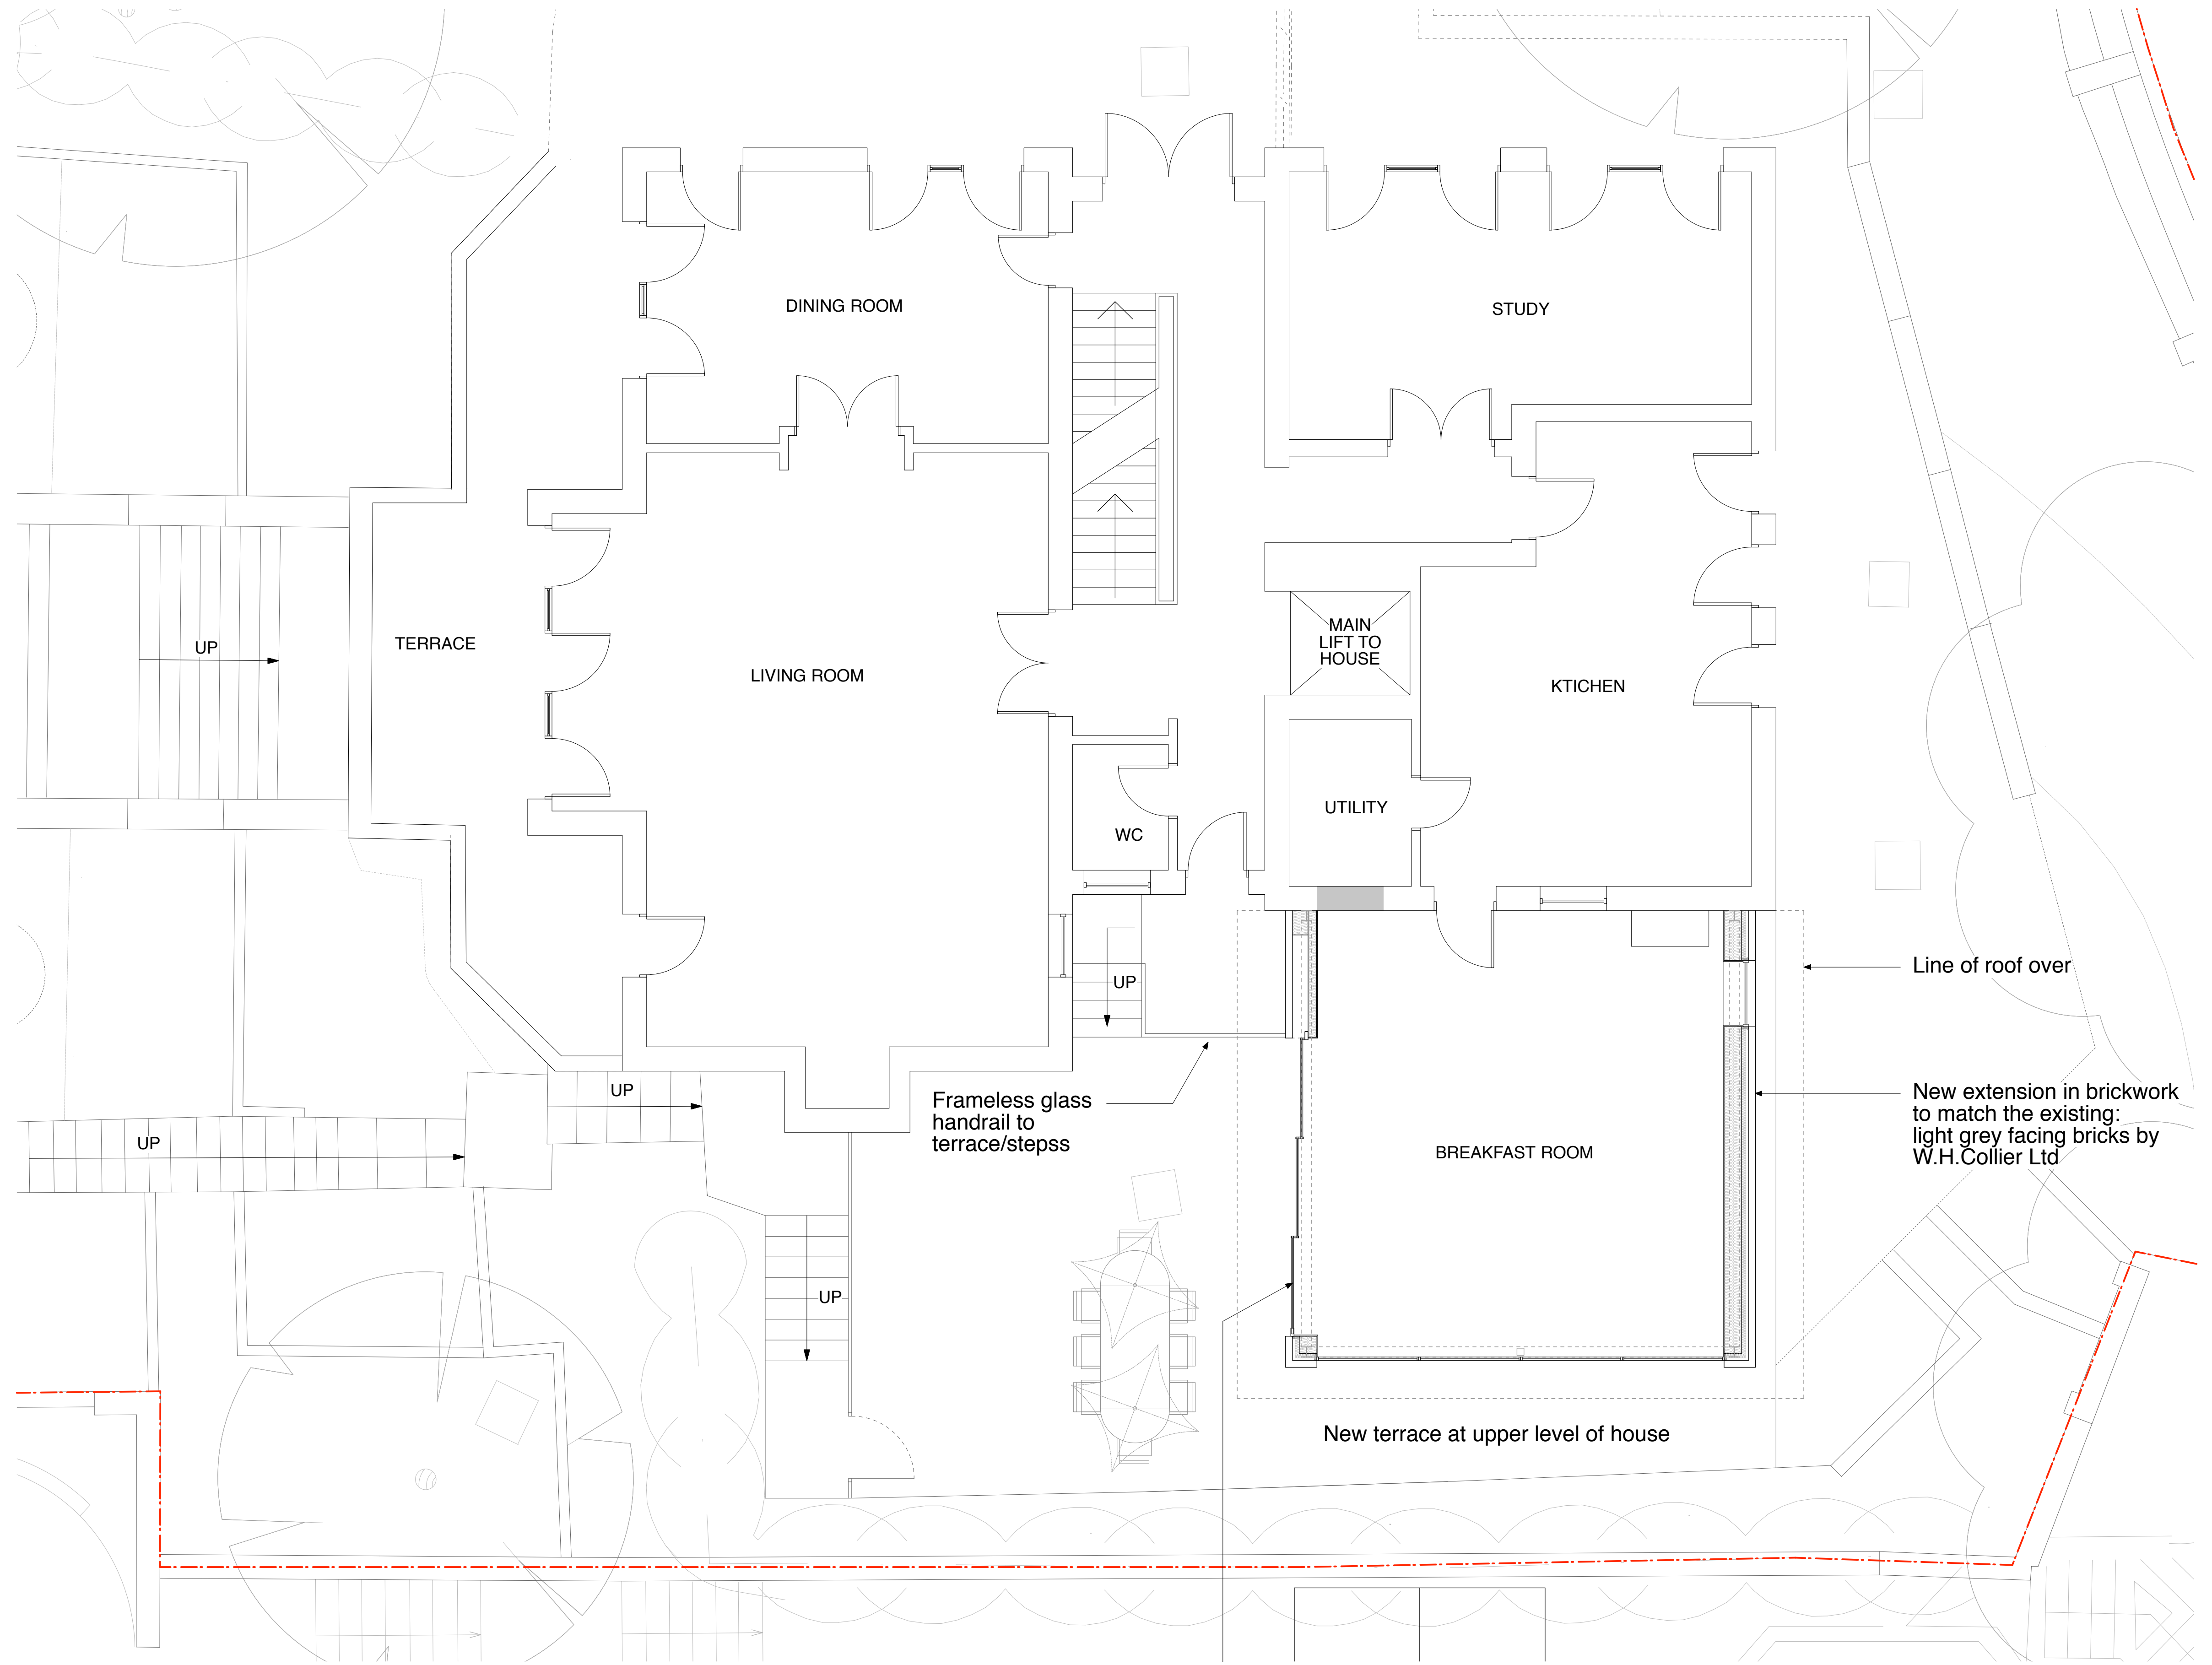 DINING ROOM
STUDY
MAIN
LIFT TO
HOUSE
UP
TERRACE
LIVING ROOM
KTICHEN
UTILITY
WC
Line of roof over
UP
UP
Frameless glass
handrail to
terrace/stepss
New extension in brickwork
to match the existing:
light grey facing bricks by
W.H.Collier Ltd
UP
BREAKFAST ROOM
UP
New terrace at upper level of house